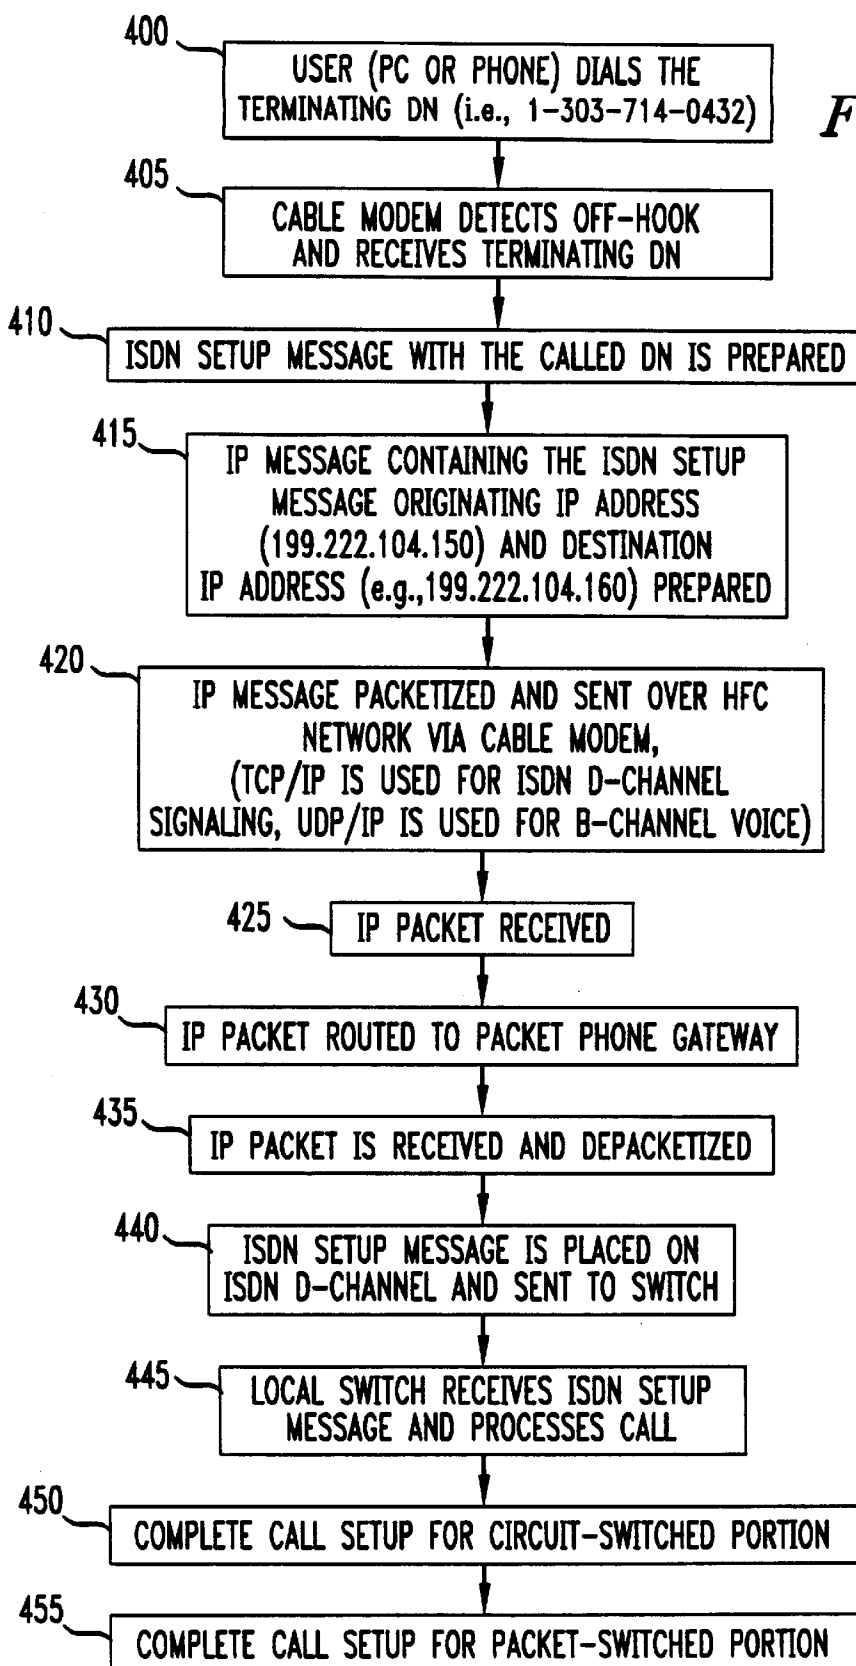 400
USER (PC OR PHONE) DIALS THE
TERMINATING DN (i.e., 1-303-714-0432)
F
405
CABLE MODEM DETECTS OFF-HOOK
AND RECEIVES TERMINATING DN
410
ISDN SETUP MESSAGE WITH THE CALLED DN IS PREPARED
415
IP MESSAGE CONTAINING THE ISDN SETUP
MESSAGE ORIGINATING IP ADDRESS
(199.222.104.150) AND DESTINATION
IP ADDRESS (e.g.,199.222.104.160) PREPARED
420
IP MESSAGE PACKETIZED AND SENT OVER HFC
NETWORK VIA CABLE MODEM,
(TCP/IP IS USED FOR ISDN D-CHANNEL
SIGNALING, UDP/IP IS USED FOR B-CHANNEL VOICE)
425
IP PACKET RECEIVED
430
IP PACKET ROUTED TO PACKET PHONE GATEWAY
435
IP PACKET IS RECEIVED AND DEPACKETIZED
440
ISDN SETUP MESSAGE IS PLACED ON
ISDN D-CHANNEL AND SENT TO SWITCH
445
LOCAL SWITCH RECEIVES ISDN SETUP
MESSAGE AND PROCESSES CALL
450
COMPLETE CALL SETUP FOR CIRCUIT-SWITCHED PORTION
455
COMPLETE CALL SETUP FOR PACKET-SWITCHED PORTION